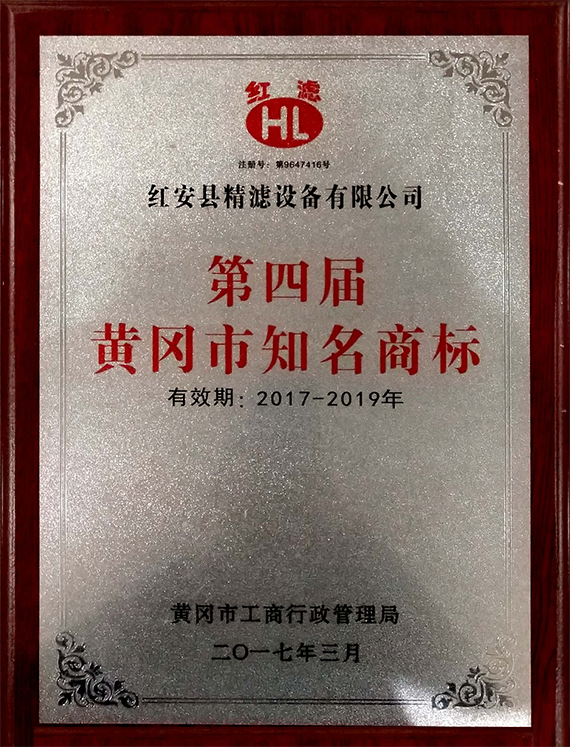 红滤
HL
注册号：第9647416号
红安县精滤设备有限公司
第四届
黄冈市知名商标
有效期：2017-2019年
黄冈市工商行政管理局
二〇一七年三月